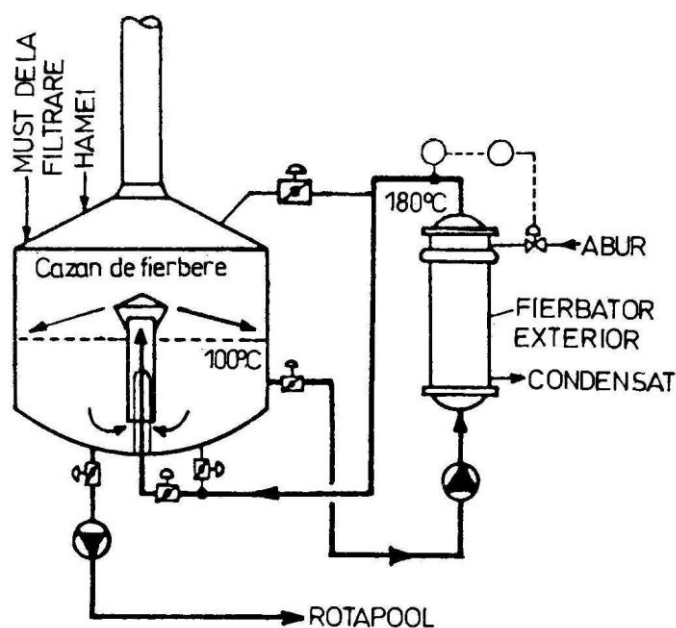 MUST DE LA
FILTRARE
HAMEI
Cazan de fierbere
100°C
180°C
ABUR
FIERBATOR
EXTERIOR
CONDENSAT
ROTAPOOL